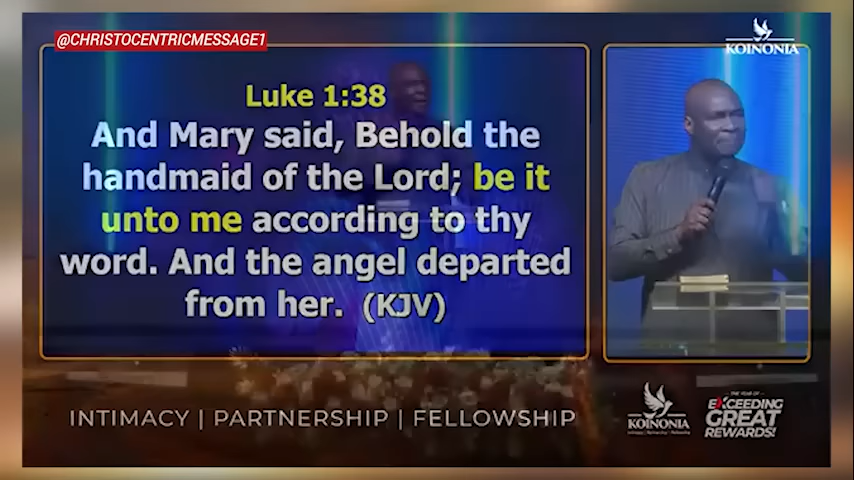 @CHRISTOCENTRICMESSAGE1
KOINONIA
Luke 1:38
And Mary said, Behold the
handmaid of the Lord; be it
unto me according to thy
word. And the angel departed
from her. (KJV)
INTIMACY | PARTNERSHIP | FELLOWSHIP
KOINONIA
THE YEAR OF
EXCEEDING
GREAT
REWARDS!